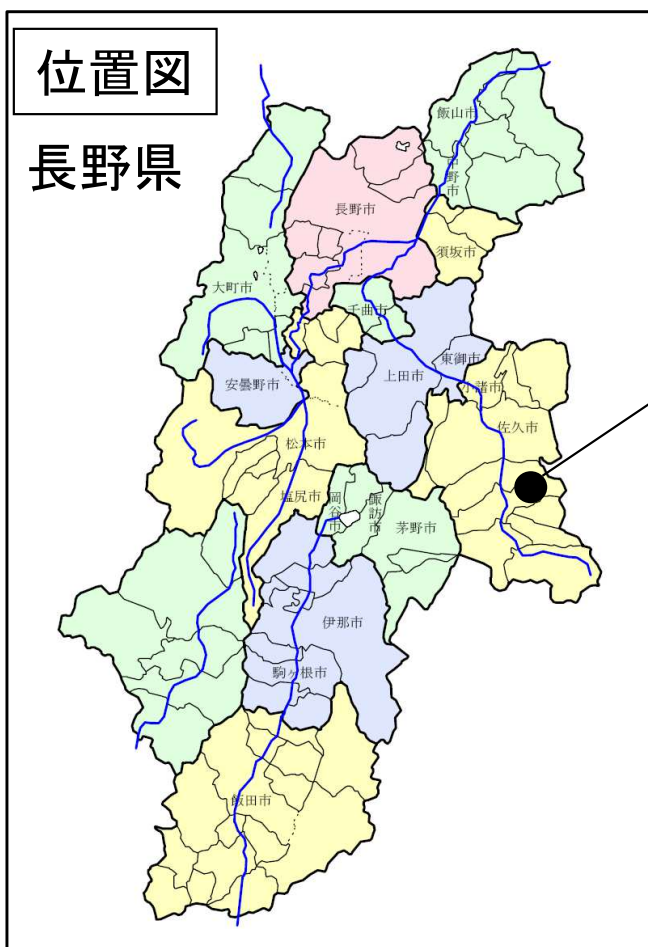 位置図
長野県
飯山市
中野市
長野市
須坂市
大町市
千曲市
上田市
東御市
小諸市
安曇野市
佐久市
松本市
塩尻市
岡谷市
諏訪市
茅野市
伊那市
駒ヶ根市
飯田市